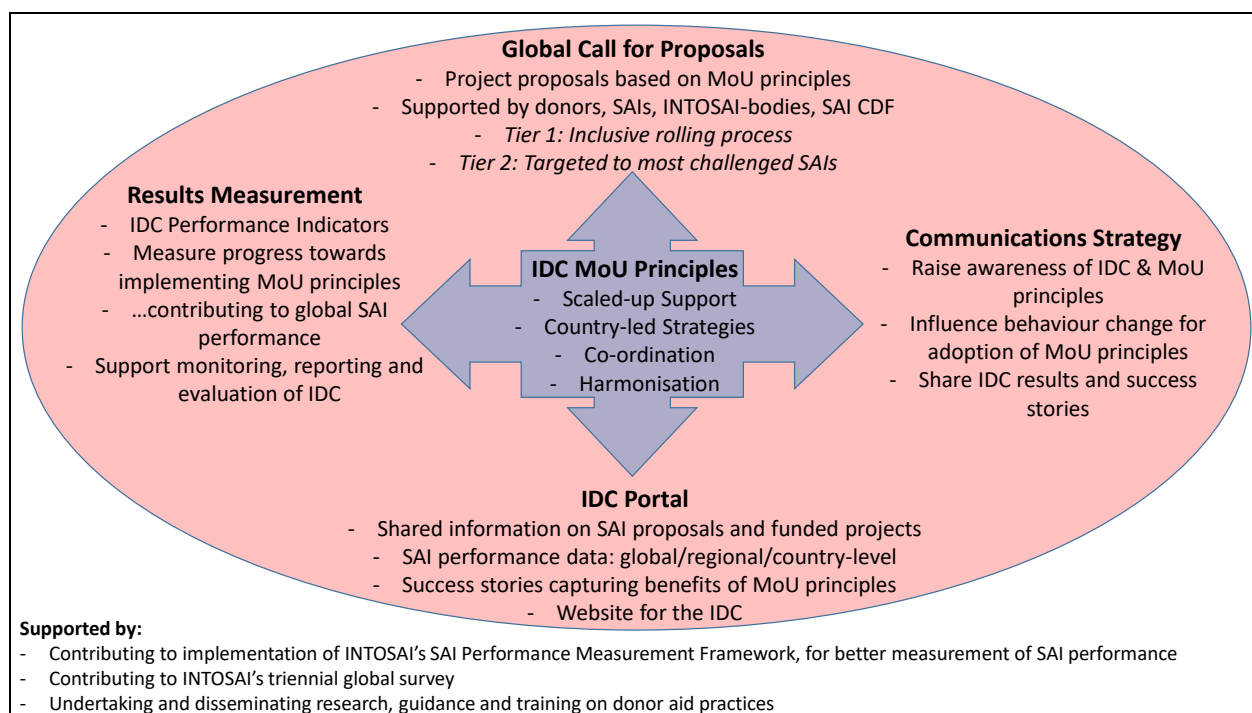 Global Call for Proposals
- Project proposals based on MoU principles
- Supported by donors, SAIs, INTOSAI-bodies, SAI CDF
- Tier 1: Inclusive rolling process
- Tier 2: Targeted to most challenged SAIs
Results Measurement
- IDC Performance Indicators
- Measure progress towards
implementing MoU principles
- …contributing to global SAI
performance
- Support monitoring, reporting and
evaluation of IDC
IDC MoU Principles
- Scaled-up Support
- Country-led Strategies
- Co-ordination
- Harmonisation
Communications Strategy
- Raise awareness of IDC & MoU
principles
- Influence behaviour change for
adoption of MoU principles
- Share IDC results and success
stories
IDC Portal
- Shared information on SAI proposals and funded projects
- SAI performance data: global/regional/country-level
- Success stories capturing benefits of MoU principles
- Website for the IDC
Supported by:
- Contributing to implementation of INTOSAI’s SAI Performance Measurement Framework, for better measurement of SAI performance
- Contributing to INTOSAI’s triennial global survey
- Undertaking and disseminating research, guidance and training on donor aid practices